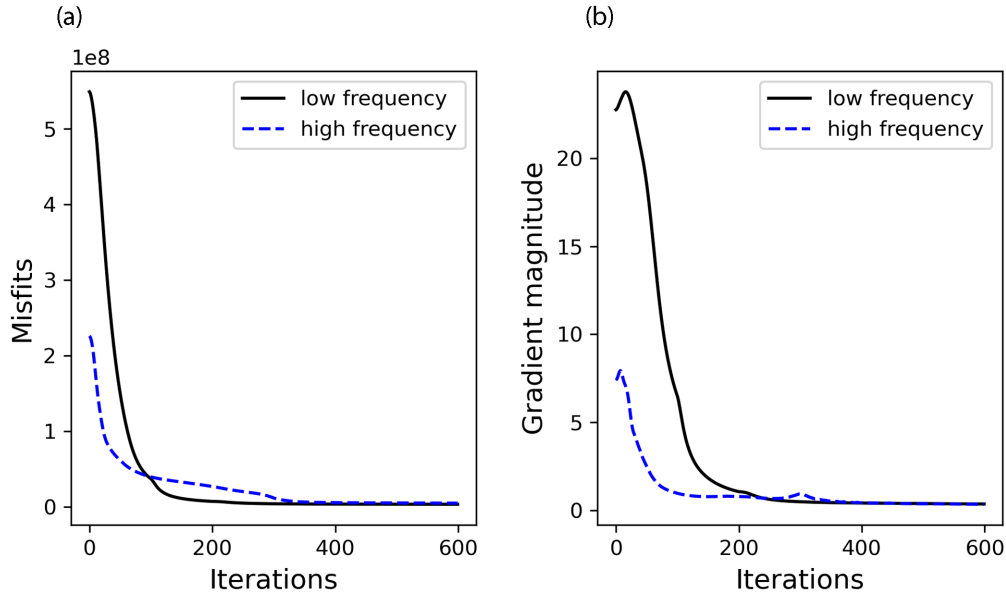 (a)
1e8
low frequency
high frequency
5
4
3
2
1
0
Misfits
0 200 400 600
Iterations
(b)
low frequency
high frequency
20
15
10
5
0
Gradient magnitude
0 200 400 600
Iterations